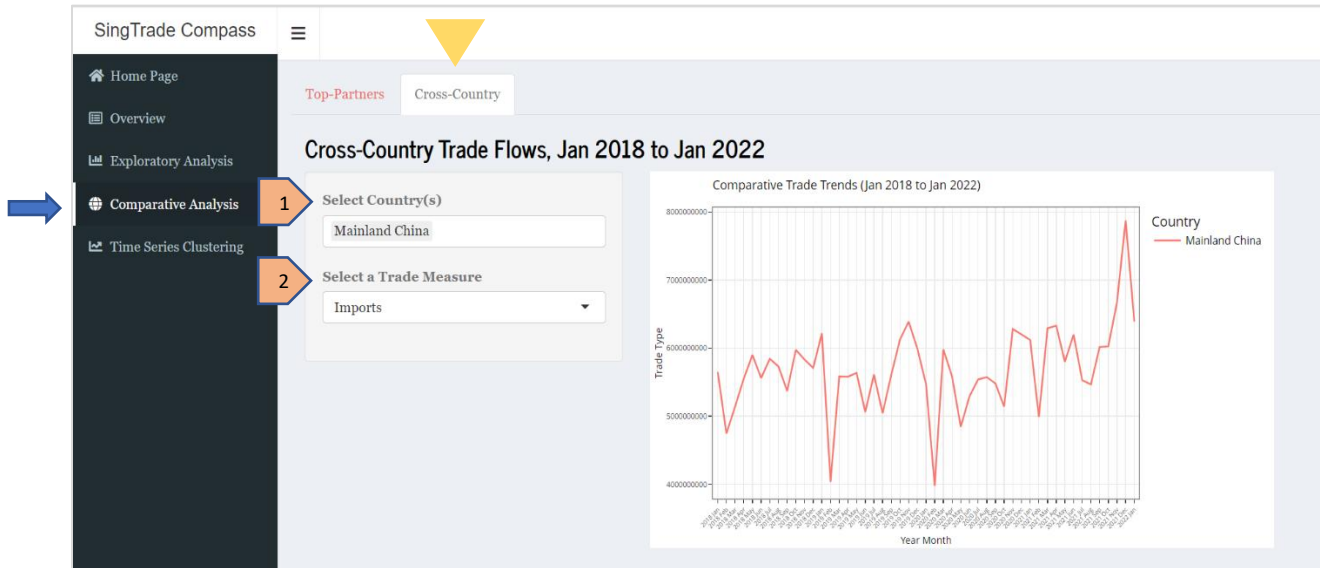 SingTrade Compass
Home Page
Overview
Exploratory Analysis
Comparative Analysis
Time Series Clustering
Top-Partners
Cross-Country
Cross-Country Trade Flows, Jan 2018 to Jan 2022
1
Select Country(s)
Mainland China
2
Select a Trade Measure
Imports
Comparative Trade Trends (Jan 2018 to Jan 2022)
8000000000
7000000000
6000000000
5000000000
4000000000
Trade Type
Year Month
Country
Mainland China